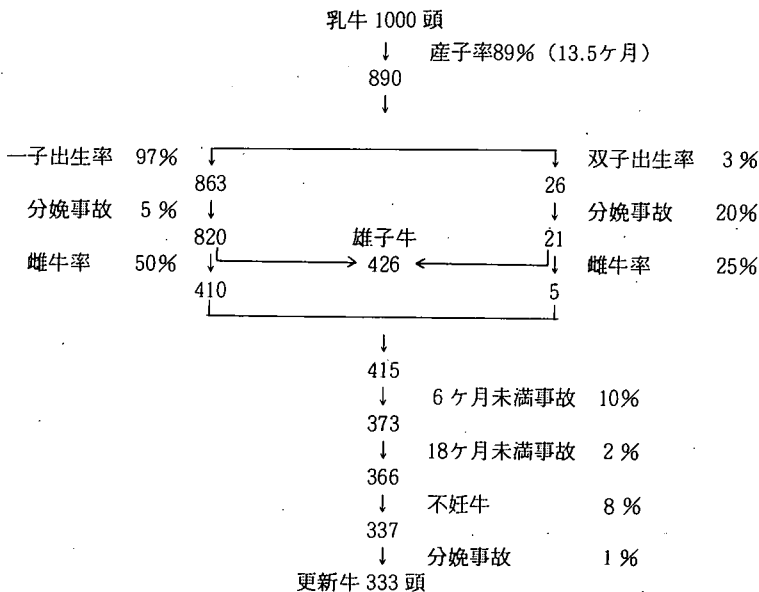 乳牛 1000 頭
↓ 産子率89% (13.5ケ月)
890
↓
一子出生率 97% ↓ ↓ 双子出生率 3%
863 26
分娩事故 5% ↓ ↓ 分娩事故 20%
820 雄子牛 21
雌牛率 50% ↓ → 426 ← ↓ 雌牛率 25%
410 5
↓
415
↓ 6ケ月未満事故 10%
373
↓ 18ケ月未満事故 2%
366
↓ 不妊牛 8%
337
↓ 分娩事故 1%
更新牛 333 頭